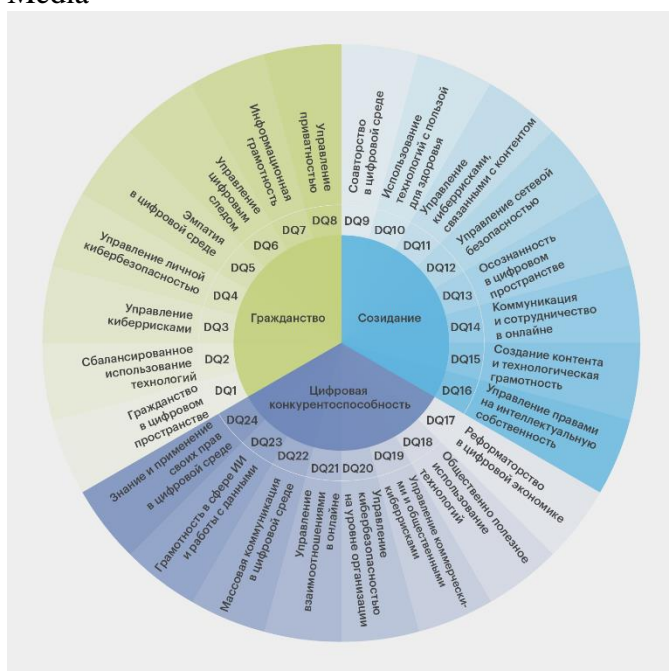 Гражданство
Созидание
Цифровая
конкурентоспособность
DQ1
Гражданство
в цифровом
пространстве
DQ2
Сбалансированное
использование
технологий
DQ3
Управление
киберрисками
DQ4
Управление личной
кибербезопасностью
DQ5
Эмпатия
в цифровой среде
DQ6
Управление
цифровым
следом
DQ7
Информационная
грамотность
DQ8
Управление
приватностью
DQ9
Соавторство
в цифровой среде
DQ10
Использование
технологий с пользой
для здоровья
DQ11
Управление
киберрисками,
связанными с контентом
DQ12
Управление сетевой
безопасностью
DQ13
Осознанность
в цифровом
пространстве
DQ14
Коммуникация
и сотрудничество
в онлайне
DQ15
Создание контента
и технологическая
грамотность
DQ16
Управление правами
на интеллектуальную
собственность
DQ17
Реформаторство
в цифровой экономике
DQ18
Общественно полезное
использование
технологий
DQ19
Управление коммерчески-
ми и общественными
киберрисками
DQ20
Управление
кибербезопасностью
на уровне организации
DQ21
Управление
взаимоотношениями
в онлайне
DQ22
Массовая коммуникация
в цифровой среде
DQ23
Грамотность в сфере ИИ
и работы с данными
DQ24
Знание и применение
своих прав
в цифровой среде